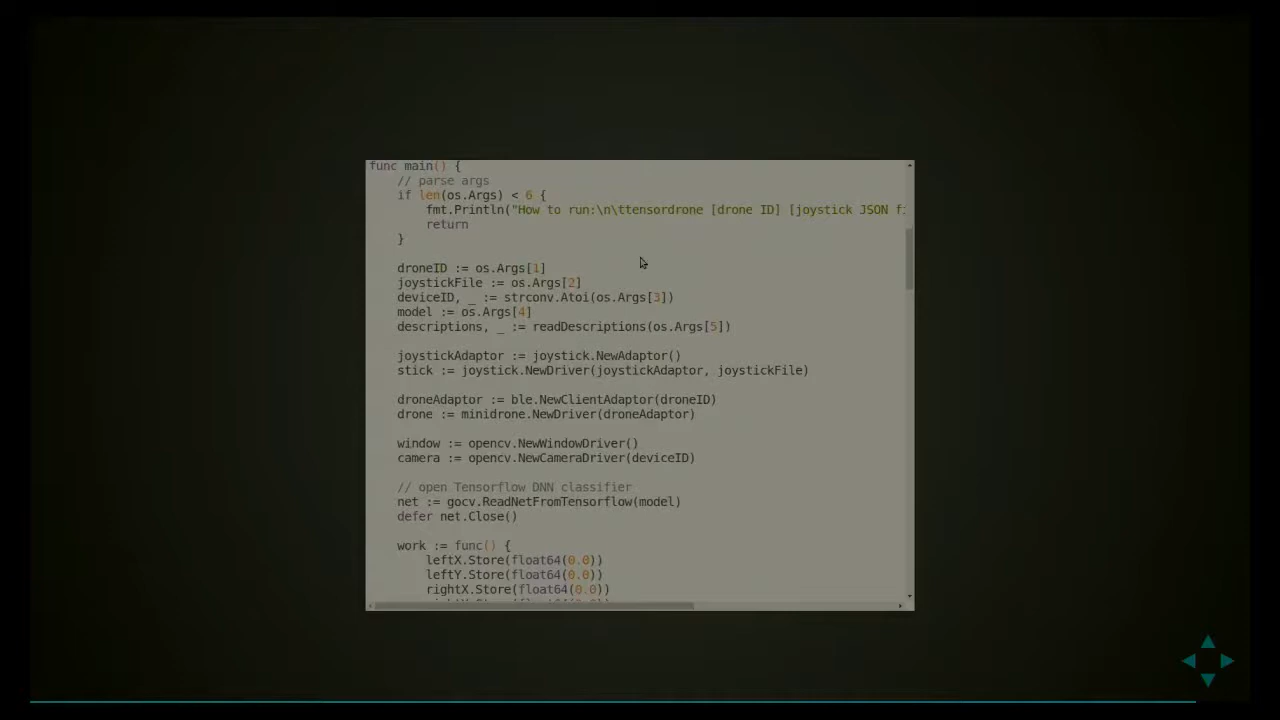 func main() {
// parse args
if len(os.Args) < 6 {
fmt.Println("How to run:\n\ttensordrone [drone ID] [joystick JSON fi
return
}
droneID := os.Args[1]
joystickFile := os.Args[2]
deviceID, _ := strconv.Atoi(os.Args[3])
model := os.Args[4]
descriptions, _ := readDescriptions(os.Args[5])
joystickAdaptor := joystick.NewAdaptor()
stick := joystick.NewDriver(joystickAdaptor, joystickFile)
droneAdaptor := ble.NewClientAdaptor(droneID)
drone := minidrone.NewDriver(droneAdaptor)
window := opencv.NewWindowDriver()
camera := opencv.NewCameraDriver(deviceID)
// open Tensorflow DNN classifier
net := gocv.ReadNetFromTensorflow(model)
defer net.Close()
work := func() {
leftX.Store(float64(0.0))
leftY.Store(float64(0.0))
rightX.Store(float64(0.0))